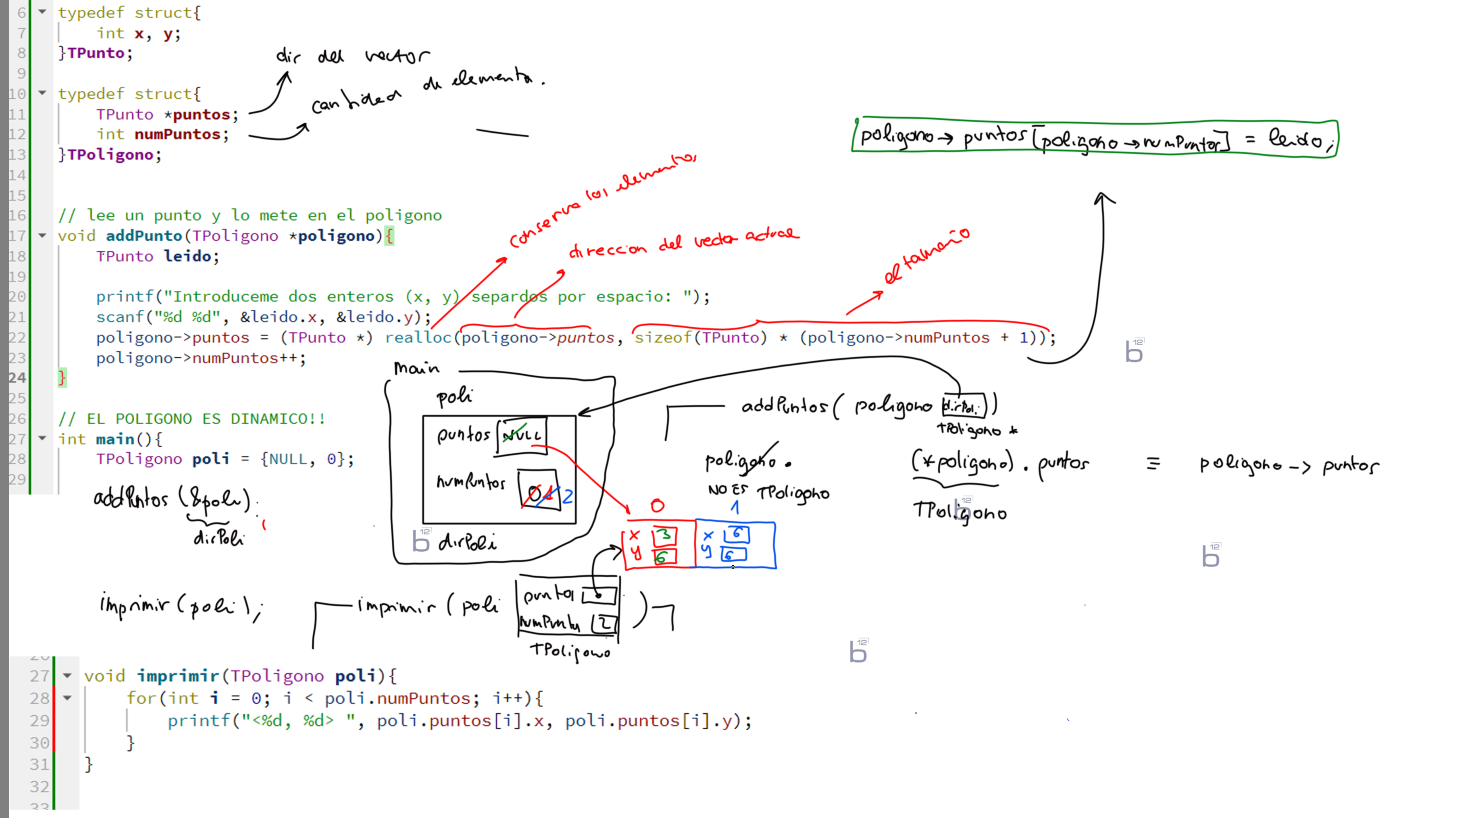 6 typedef struct{
7 int x, y;
8 }TPunto;
dir del vector
9
10 typedef struct{
cantidad de elementos.
11 TPunto *puntos;
12 int numPuntos;
13 }TPoligono;
poligono→ puntos[poligono→numPuntos] = leido;
14
15
conserva los elementos
16 // lee un punto y lo mete en el poligono
17 void addPunto(TPoligono *poligono){
direccion del vector actual
el tamaño
18 TPunto leido;
19
20 printf("Introduceme dos enteros (x, y) separdos por espacio: ");
21 scanf("%d %d", &leido.x, &leido.y);
22 poligono->puntos = (TPunto *) realloc(poligono->puntos, sizeof(TPunto) * (poligono->numPuntos + 1));
23 poligono->numPuntos++;
24 }
main
25
poli
26 // EL POLIGONO ES DINAMICO!!
addPuntos( poligono dirPoli )
TPoligono *
27 int main(){
puntos NULL
28 TPoligono poli = {NULL, 0};
poligono.
(*poligono).puntos ≡ poligono-> puntos
29
numPuntos 0 1 2
NO ES TPoligono
TPoligono
addPuntos (&poli);
dirPoli
dirPoli
0 1
x 3 x 6
y 6 y 6
b12
b12
b12
b12
b12
imprimir(poli);
imprimir ( poli puntos )
numPuntos 2
TPoligono
26
27 void imprimir(TPoligono poli){
28 for(int i = 0; i < poli.numPuntos; i++){
29 printf("<%d, %d> ", poli.puntos[i].x, poli.puntos[i].y);
30 }
31 }
32
33